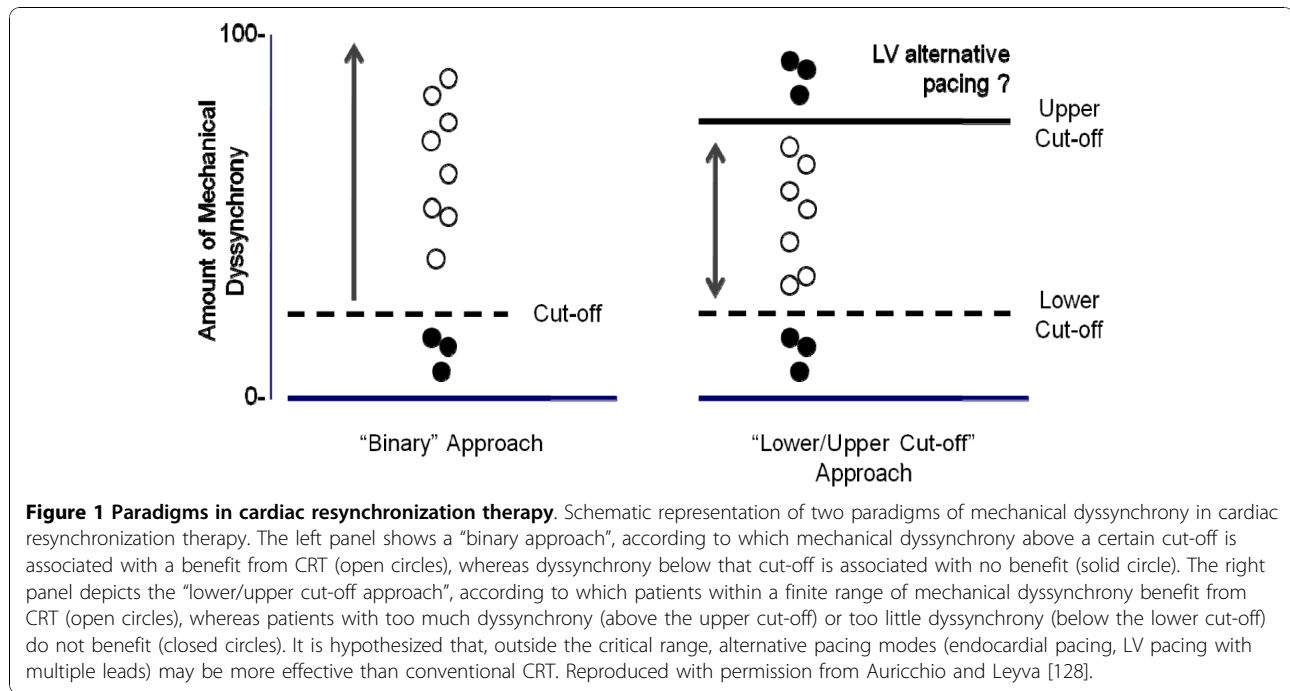 100-
Amount of Mechanical
Dyssynchrony
0-
Cut-off
"Binary" Approach
LV alternative
pacing ?
Upper
Cut-off
Lower
Cut-off
"Lower/Upper Cut-off"
Approach
Figure 1 Paradigms in cardiac resynchronization therapy. Schematic representation of two paradigms of mechanical dyssynchrony in cardiac
resynchronization therapy. The left panel shows a "binary approach", according to which mechanical dyssynchrony above a certain cut-off is
associated with a benefit from CRT (open circles), whereas dyssynchrony below that cut-off is associated with no benefit (solid circle). The right
panel depicts the "lower/upper cut-off approach", according to which patients within a finite range of mechanical dyssynchrony benefit from
CRT (open circles), whereas patients with too much dyssynchrony (above the upper cut-off) or too little dyssynchrony (below the lower cut-off)
do not benefit (closed circles). It is hypothesized that, outside the critical range, alternative pacing modes (endocardial pacing, LV pacing with
multiple leads) may be more effective than conventional CRT. Reproduced with permission from Auricchio and Leyva [128].